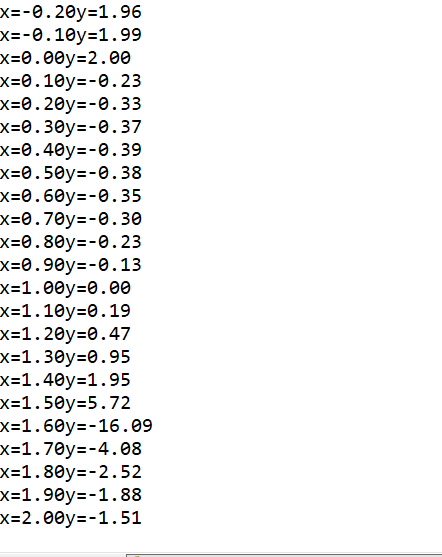 x=-0.20y=1.96
x=-0.10y=1.99
x=0.00y=2.00
x=0.10y=-0.23
x=0.20y=-0.33
x=0.30y=-0.37
x=0.40y=-0.39
x=0.50y=-0.38
x=0.60y=-0.35
x=0.70y=-0.30
x=0.80y=-0.23
x=0.90y=-0.13
x=1.00y=0.00
x=1.10y=0.19
x=1.20y=0.47
x=1.30y=0.95
x=1.40y=1.95
x=1.50y=5.72
x=1.60y=-16.09
x=1.70y=-4.08
x=1.80y=-2.52
x=1.90y=-1.88
x=2.00y=-1.51